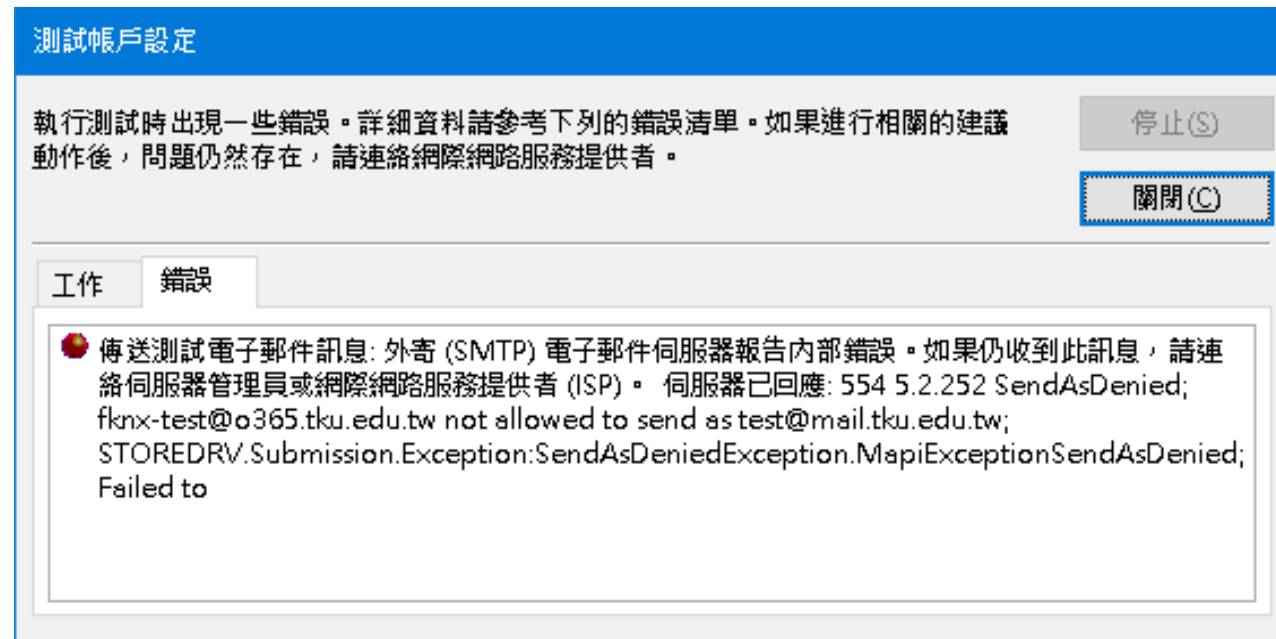 測試帳戶設定
執行測試時出現一些錯誤。詳細資料請參考下列的錯誤清單。如果進行相關的建議
動作後，問題仍然存在，請連絡網際網路服務提供者。
停止(S)
關閉(C)
工作 錯誤
傳送測試電子郵件訊息: 外寄 (SMTP) 電子郵件伺服器報告內部錯誤。如果仍收到此訊息，請連
絡伺服器管理員或網際網路服務提供者 (ISP)。 伺服器已回應: 554 5.2.252 SendAsDenied;
fknx-test@o365.tku.edu.tw not allowed to send as test@mail.tku.edu.tw;
STOREDRV.Submission.Exception:SendAsDeniedException.MapiExceptionSendAsDenied;
Failed to